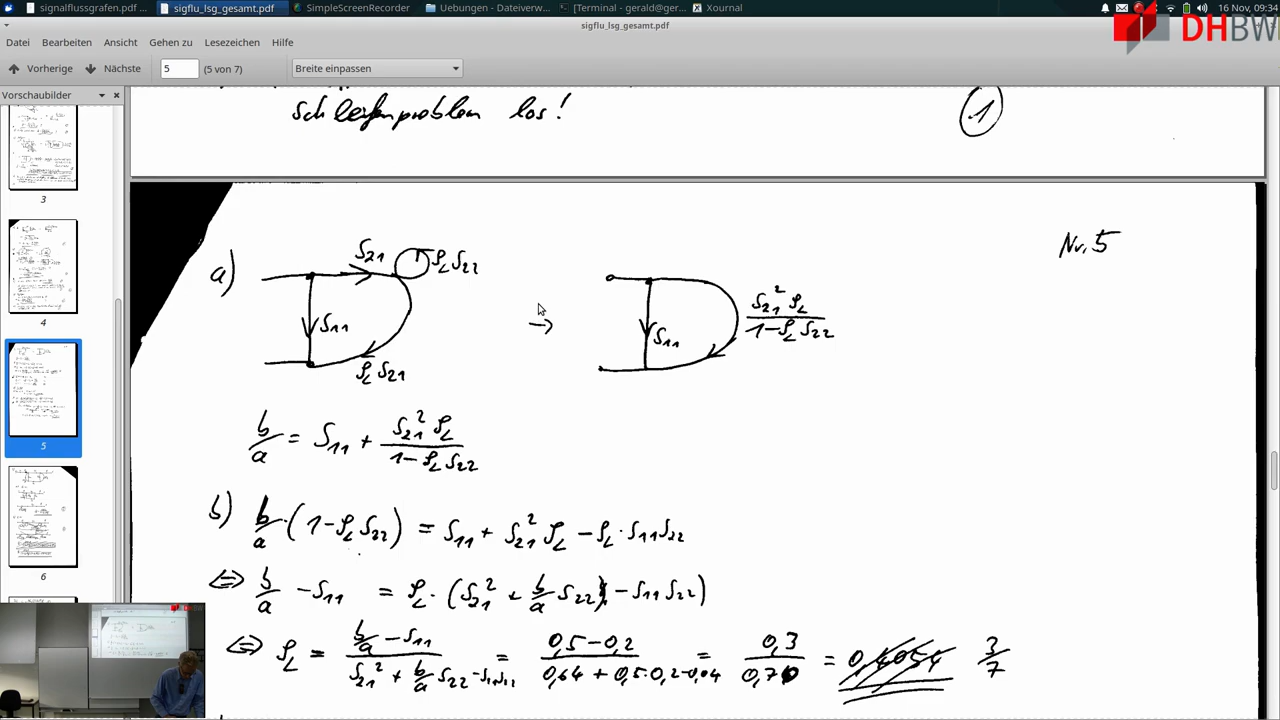 signalflussgrafen.pdf sigflu_lsg_gesamt.pdf SimpleScreenRecorder Uebungen - Dateiverw... [Terminal - gerald@ger... Xournal 16 Nov, 09:34
sigflu_lsg_gesamt.pdf
DHBW
Datei Bearbeiten Ansicht Gehen zu Lesezeichen Hilfe
Vorherige Nächste 5 (5 von 7) Breite einpassen
Vorschaubilder
3
4
5
6
Schleifenproblem los!
1
Nr. 5
a) S21 ρL S22
S11
ρL S21
→ S11 S21² ρL / (1-ρL S22)
b/a = S11 + S21² ρL / (1-ρL S22)
b) b/a · (1-ρL S22) = S11 + S21² ρL - ρL · S11 S22
⇔ b/a - S11 = ρL · (S21² + b/a S22 - S11 S22)
⇔ ρL = (b/a - S11) / (S21² + b/a S22 - S11 S22) = (0,5-0,2) / (0,64 + 0,5·0,2-0,04) = 0,3 / 0,70 = 0,4054 3/7